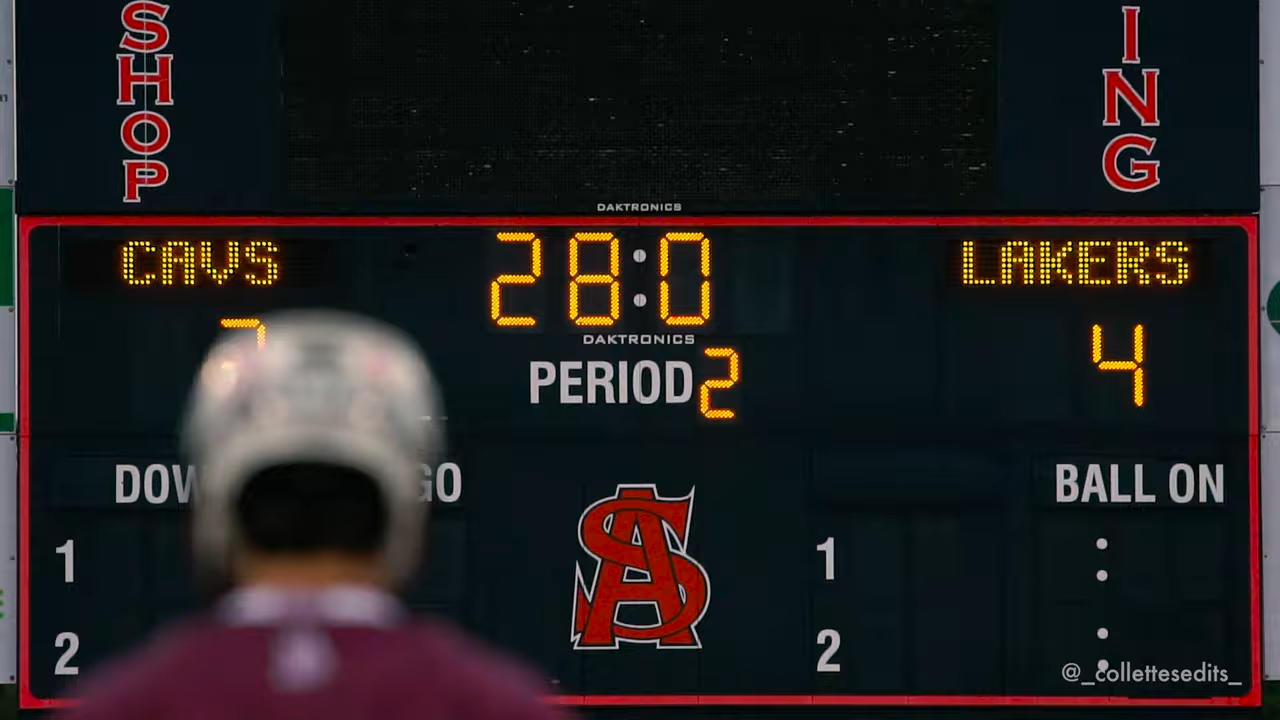 SHOP
ING
DAKTRONICS
CAVS
28:0
LAKERS
DAKTRONICS
PERIOD 2
4
BALL ON
1
1
2
2
@_collettesedits_